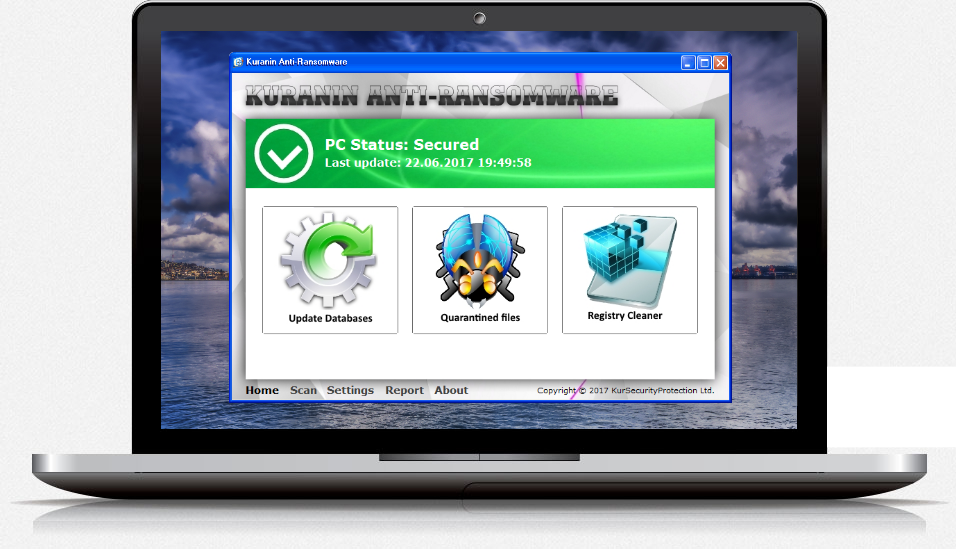 Kuranin Anti-Ransomware
KURANIN ANTI-RANSOMWARE
PC Status: Secured
Last update: 22.06.2017 19:49:58
Update Databases
Quarantined files
Registry Cleaner
Home Scan Settings Report About
Copyright © 2017 KurSecurityProtection Ltd.